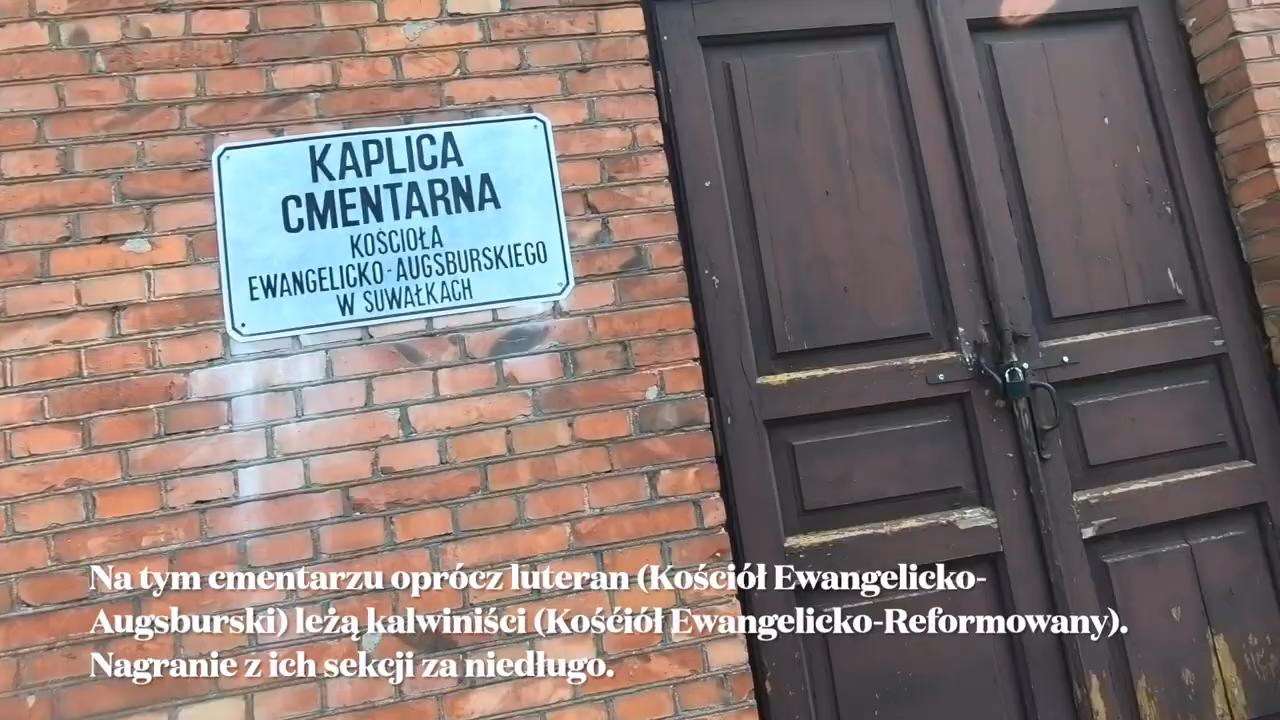 KAPLICA
CMENTARNA
KOŚCIOŁA
EWANGELICKO-AUGSBURSKIEGO
W SUWAŁKACH
Na tym cmentarzu oprócz luteran (Kościół Ewangelicko-
Augsburski) leżą kalwiniści (Kośćiół Ewangelicko-Reformowany).
Nagranie z ich sekcji za niedługo.